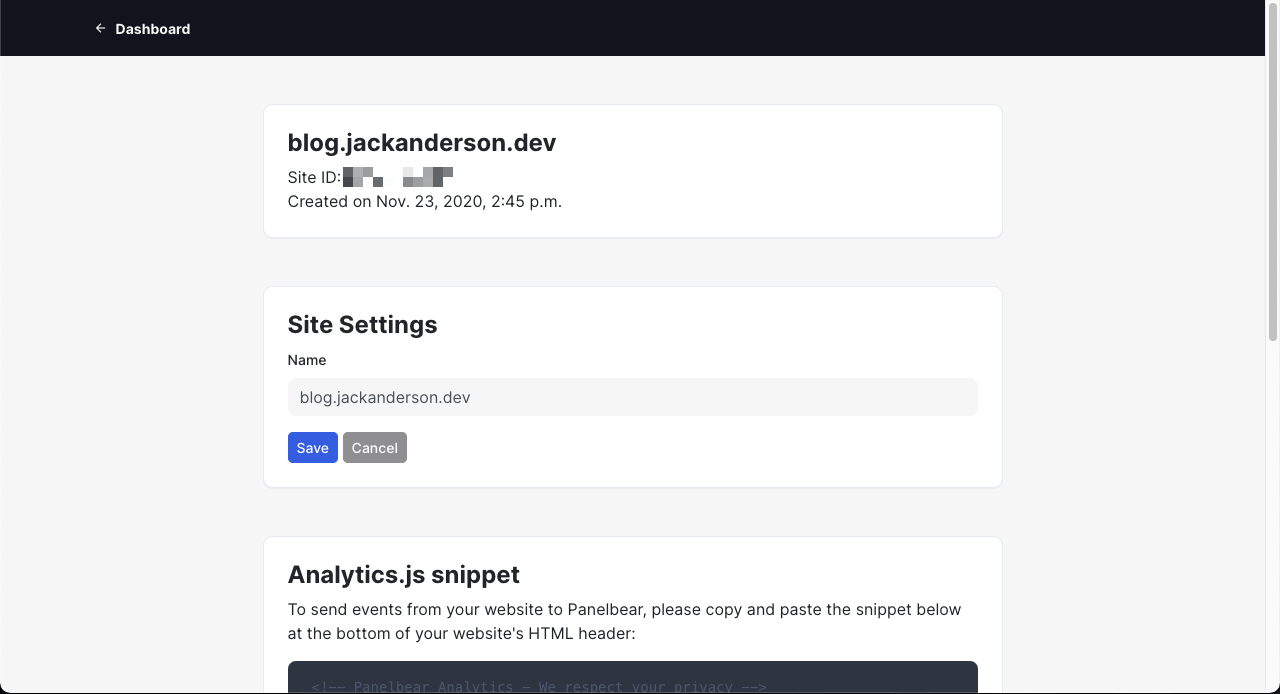 ← Dashboard
blog.jackanderson.dev
Site ID:
Created on Nov. 23, 2020, 2:45 p.m.
Site Settings
Name
blog.jackanderson.dev
Save Cancel
Analytics.js snippet
To send events from your website to Panelbear, please copy and paste the snippet below
at the bottom of your website's HTML header:
<!-- Panelbear Analytics - We respect your privacy -->